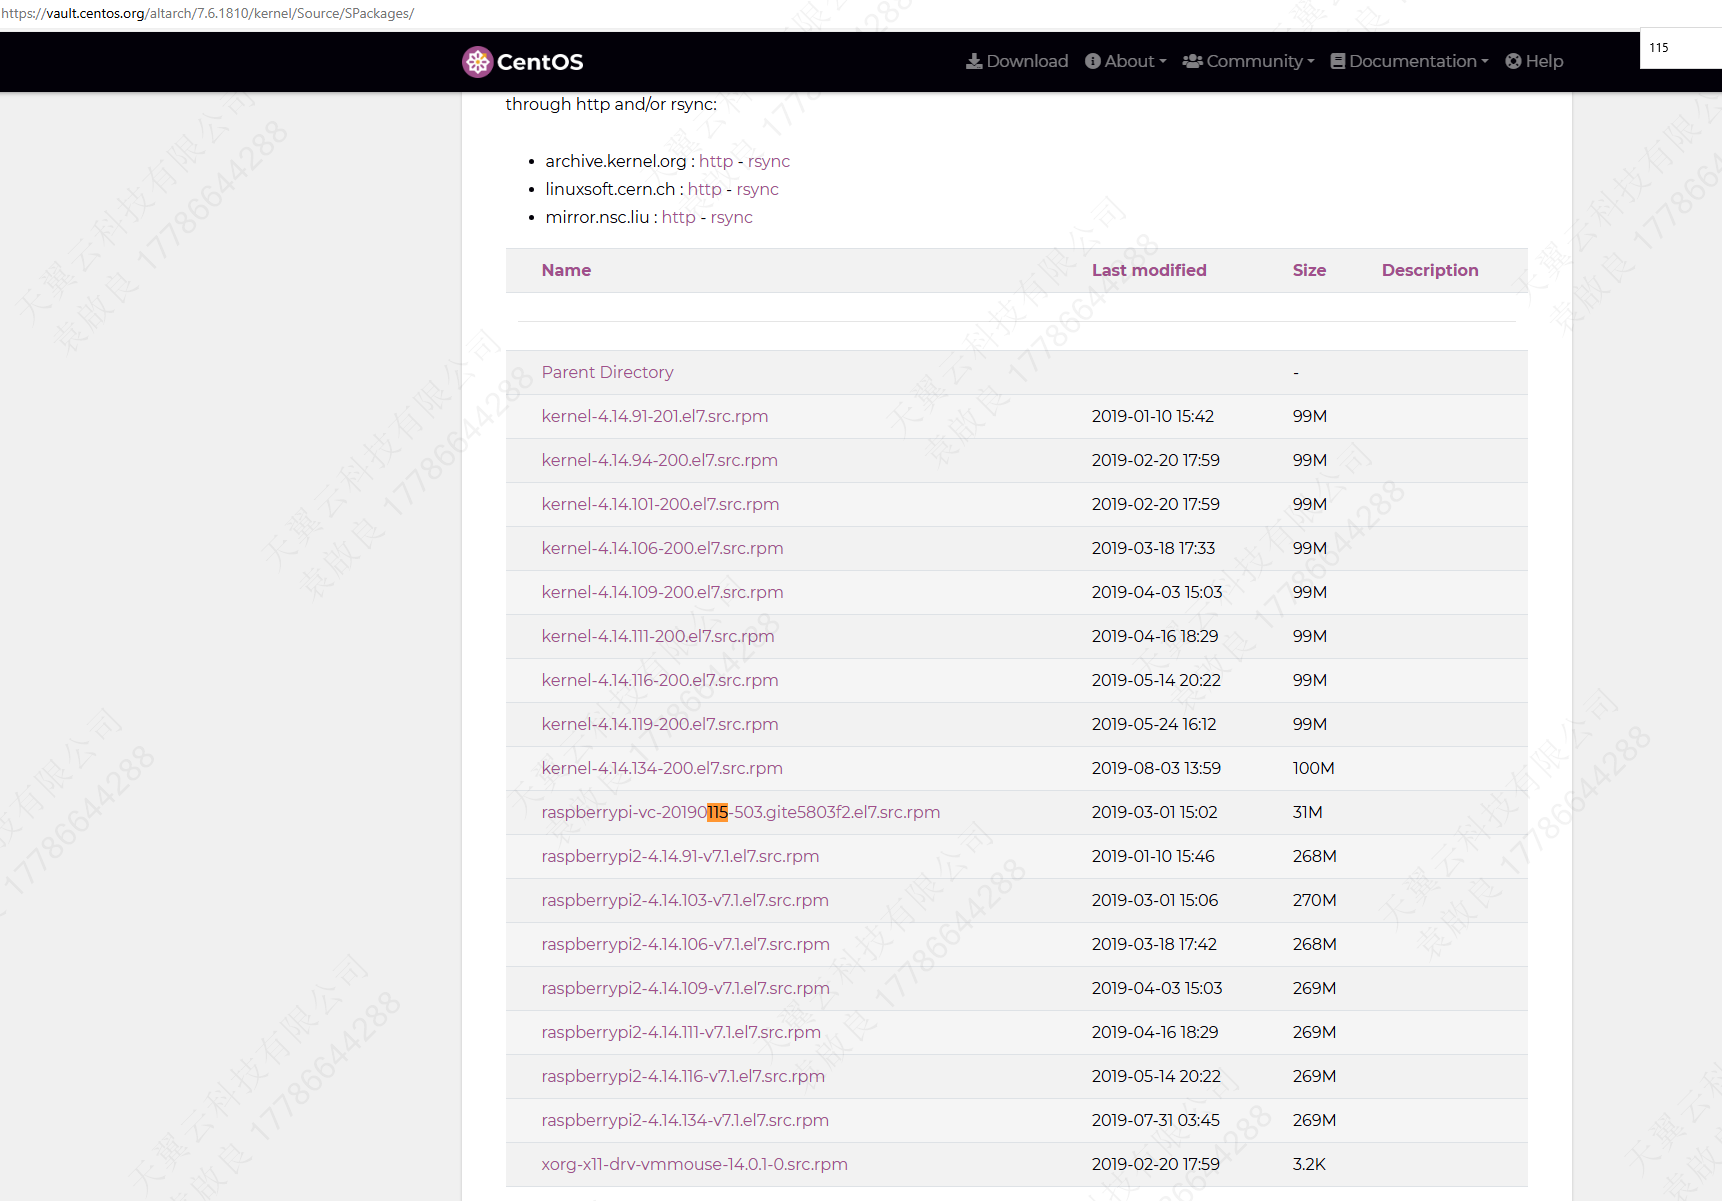 https://vault.centos.org/altarch/7.6.1810/kernel/Source/SPackages/
115
CentOS Download About Community Documentation Help
through http and/or rsync:
archive.kernel.org : http - rsync
linuxsoft.cern.ch : http - rsync
mirror.nsc.liu : http - rsync
Name Last modified Size Description
Parent Directory -
kernel-4.14.91-201.el7.src.rpm 2019-01-10 15:42 99M
kernel-4.14.94-200.el7.src.rpm 2019-02-20 17:59 99M
kernel-4.14.101-200.el7.src.rpm 2019-02-20 17:59 99M
kernel-4.14.106-200.el7.src.rpm 2019-03-18 17:33 99M
kernel-4.14.109-200.el7.src.rpm 2019-04-03 15:03 99M
kernel-4.14.111-200.el7.src.rpm 2019-04-16 18:29 99M
kernel-4.14.116-200.el7.src.rpm 2019-05-14 20:22 99M
kernel-4.14.119-200.el7.src.rpm 2019-05-24 16:12 99M
kernel-4.14.134-200.el7.src.rpm 2019-08-03 13:59 100M
raspberrypi-vc-20190115-503.gite5803f2.el7.src.rpm 2019-03-01 15:02 31M
raspberrypi2-4.14.91-v7.1.el7.src.rpm 2019-01-10 15:46 268M
raspberrypi2-4.14.103-v7.1.el7.src.rpm 2019-03-01 15:06 270M
raspberrypi2-4.14.106-v7.1.el7.src.rpm 2019-03-18 17:42 268M
raspberrypi2-4.14.109-v7.1.el7.src.rpm 2019-04-03 15:03 269M
raspberrypi2-4.14.111-v7.1.el7.src.rpm 2019-04-16 18:29 269M
raspberrypi2-4.14.116-v7.1.el7.src.rpm 2019-05-14 20:22 269M
raspberrypi2-4.14.134-v7.1.el7.src.rpm 2019-07-31 03:45 269M
xorg-x11-drv-vmmouse-14.0.1-0.src.rpm 2019-02-20 17:59 3.2K
天翼云科技有限公司
袁啟良 17786644288